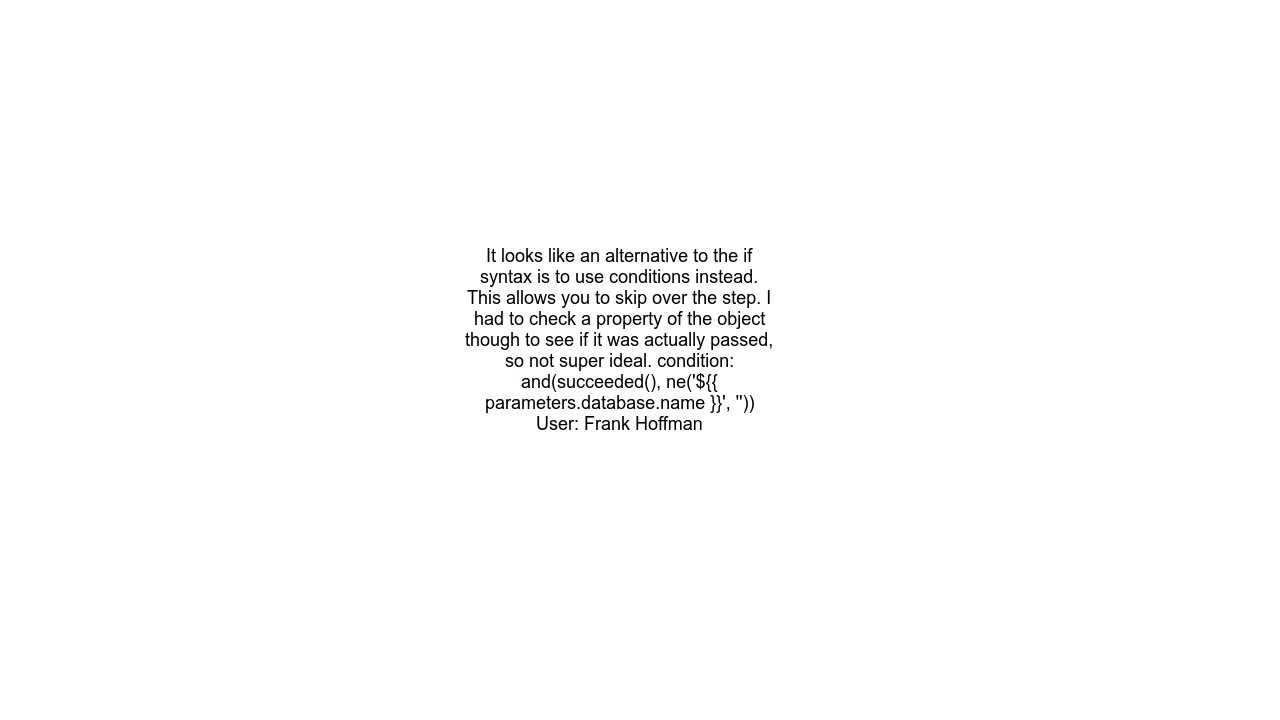 It looks like an alternative to the if
syntax is to use conditions instead.
This allows you to skip over the step. I
had to check a property of the object
though to see if it was actually passed,
so not super ideal. condition:
and(succeeded(), ne('${{
parameters.database.name }}', ''))
User: Frank Hoffman